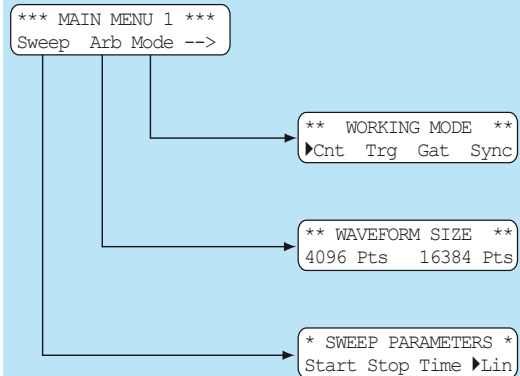 *** MAIN MENU 1 ***
Sweep Arb Mode -->
** WORKING MODE **
▶Cnt Trg Gat Sync
** WAVEFORM SIZE **
4096 Pts 16384 Pts
* SWEEP PARAMETERS *
Start Stop Time ▶Lin